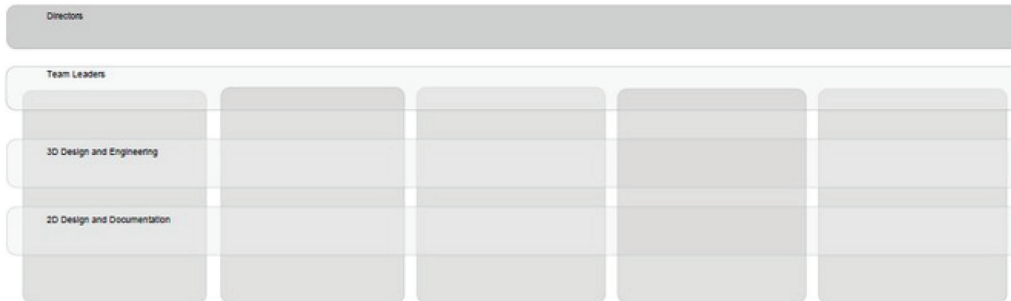 Directors
Team Leaders
3D Design and Engineering
2D Design and Documentation